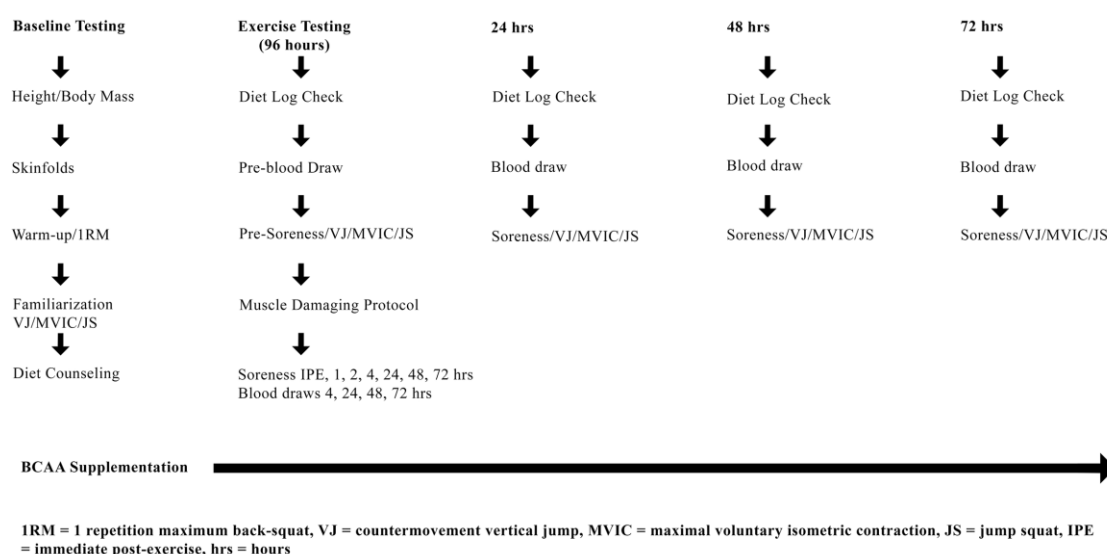 Baseline Testing
Height/Body Mass
Skinfolds
Warm-up/1RM
Familiarization
VJ/MVIC/JS
Diet Counseling
Exercise Testing
(96 hours)
Diet Log Check
Pre-blood Draw
Pre-Soreness/VJ/MVIC/JS
Muscle Damaging Protocol
Soreness IPE, 1, 2, 4, 24, 48, 72 hrs
Blood draws 4, 24, 48, 72 hrs
24 hrs
Diet Log Check
Blood draw
Soreness/VJ/MVIC/JS
48 hrs
Diet Log Check
Blood draw
Soreness/VJ/MVIC/JS
72 hrs
Diet Log Check
Blood draw
Soreness/VJ/MVIC/JS
BCAA Supplementation
1RM = 1 repetition maximum back-squat, VJ = countermovement vertical jump, MVIC = maximal voluntary isometric contraction, JS = jump squat, IPE
= immediate post-exercise, hrs = hours